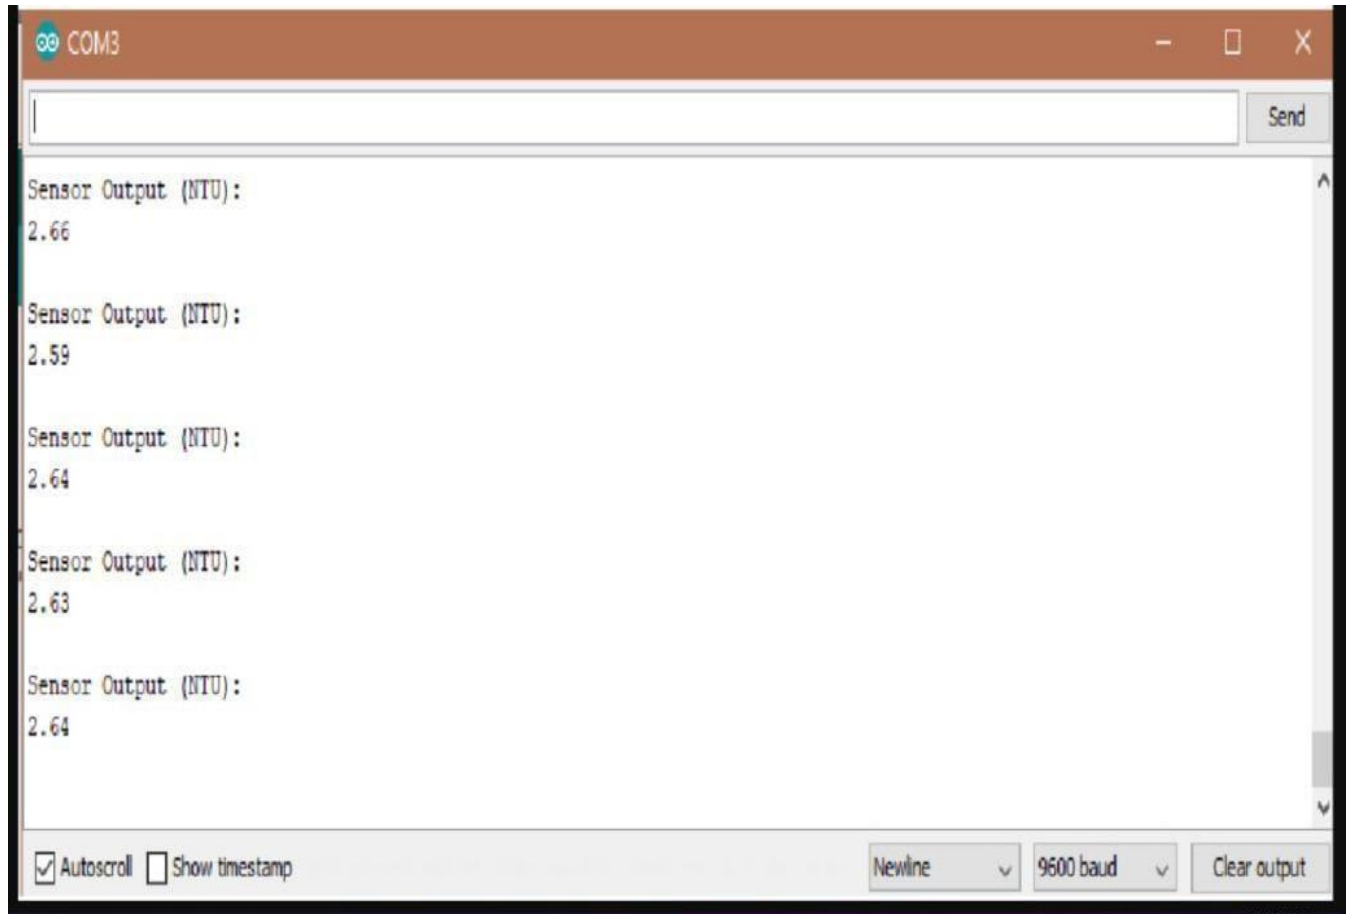 COM3
Send
Sensor Output (NTU):
2.66
Sensor Output (NTU):
2.59
Sensor Output (NTU):
2.64
Sensor Output (NTU):
2.63
Sensor Output (NTU):
2.64
Autoscroll Show timestamp Newline 9600 baud Clear output